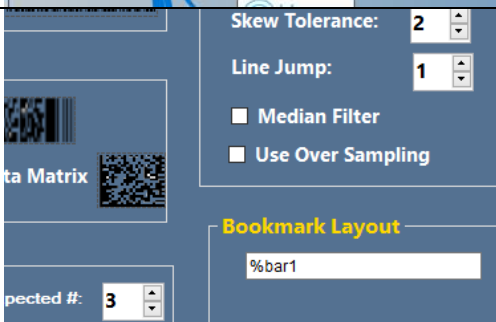 Skew Tolerance: 2
Line Jump: 1
Median Filter
Use Over Sampling
ta Matrix
Bookmark Layout
%bar1
pected #: 3